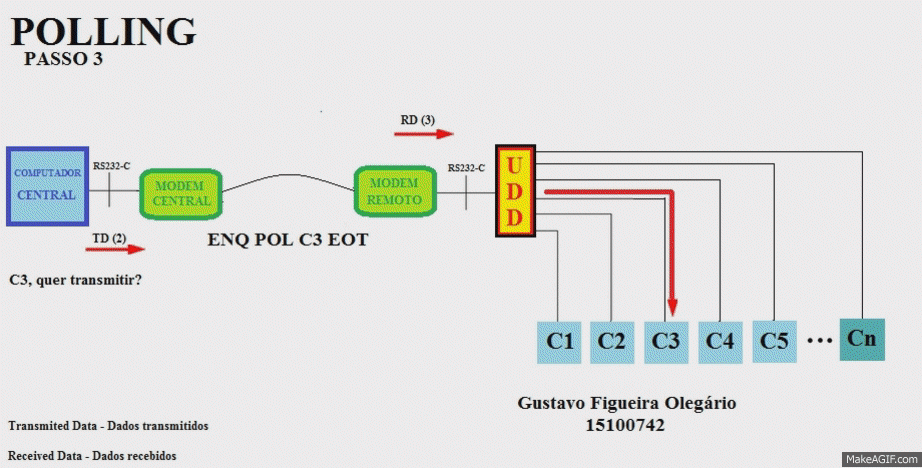 POLLING
PASSO 3
RD (3)
COMPUTADOR
CENTRAL
RS232-C
MODEM
CENTRAL
MODEM
REMOTO
RS232-C
U
D
D
TD (2)
ENQ POL C3 EOT
C3, quer transmitir?
C1 C2 C3 C4 C5 ... Cn
Gustavo Figueira Olegário
15100742
Transmited Data - Dados transmitidos
Received Data - Dados recebidos
MakeAGIF.com